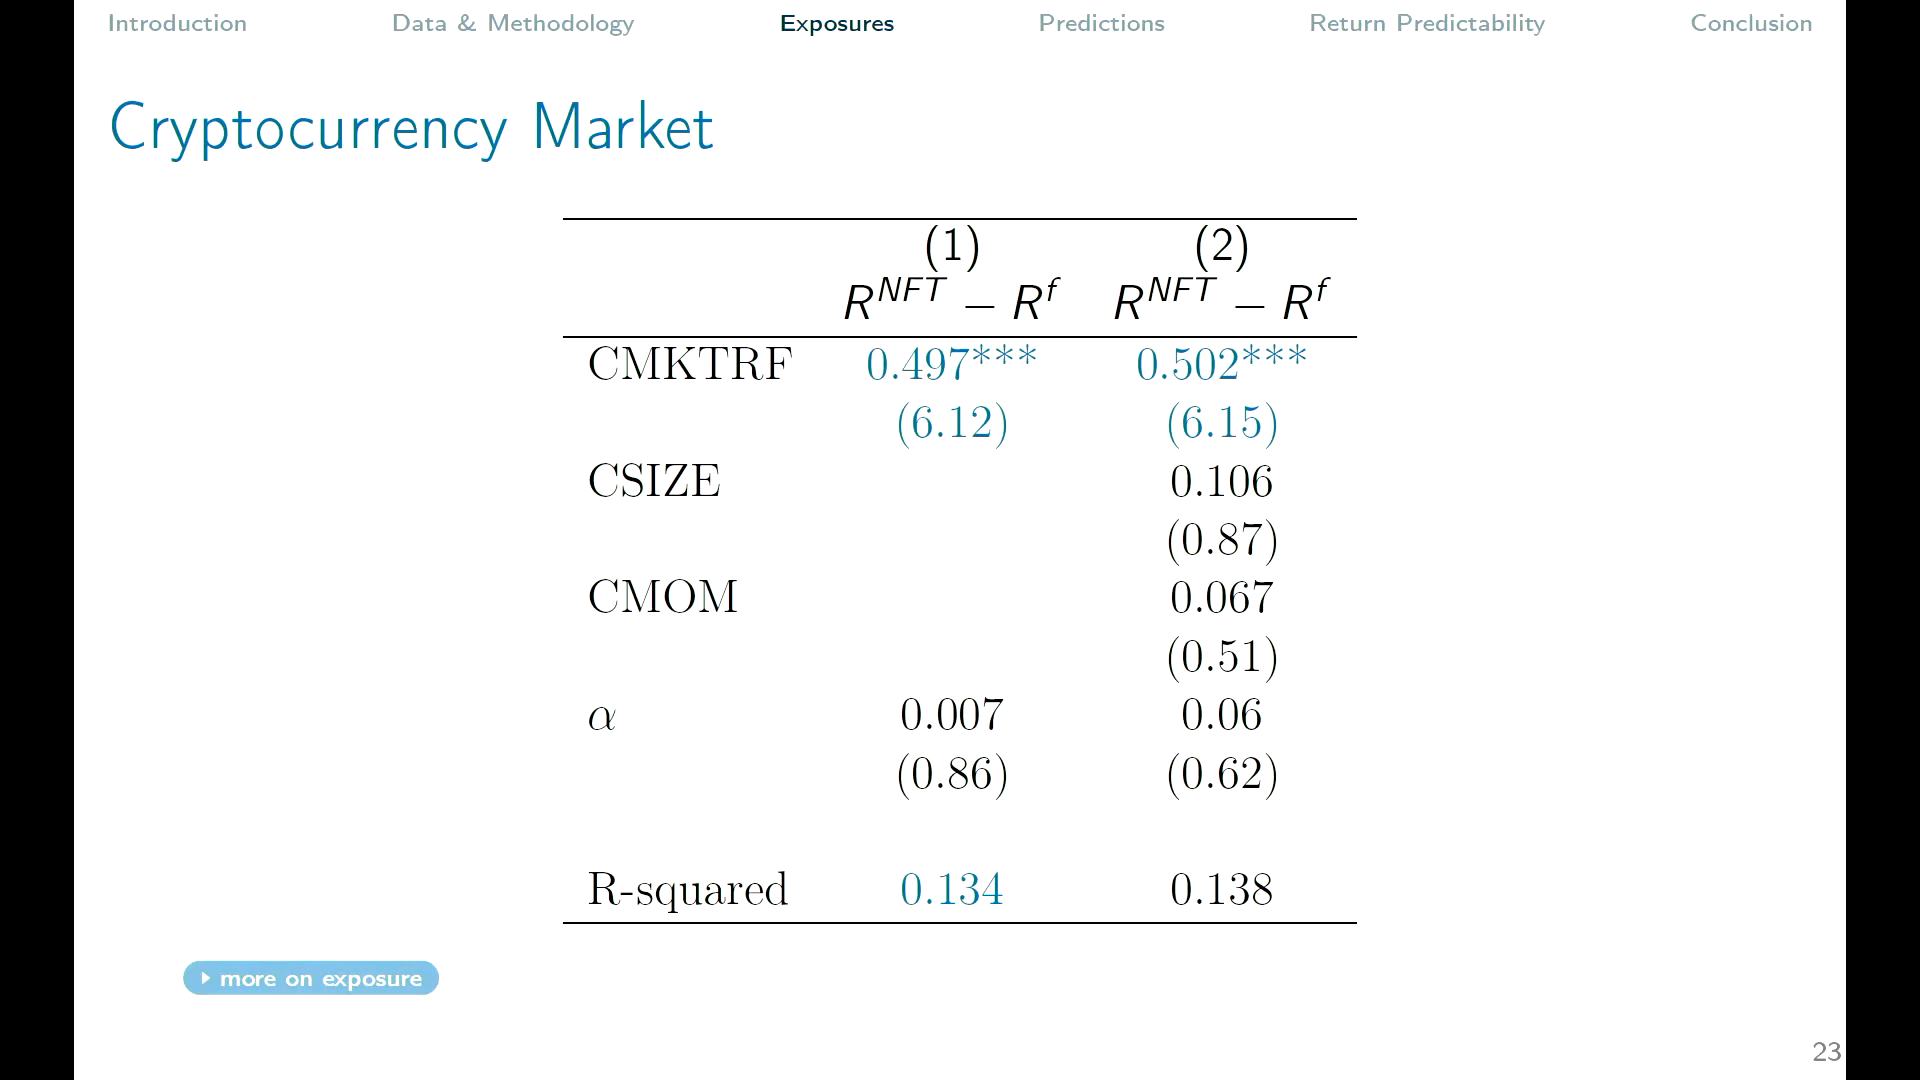 Introduction Data & Methodology Exposures Predictions Return Predictability Conclusion
Cryptocurrency Market
(1) (2)
R^NFT − R^f R^NFT − R^f
CMKTRF 0.497*** 0.502***
(6.12) (6.15)
CSIZE 0.106
(0.87)
CMOM 0.067
(0.51)
α 0.007 0.06
(0.86) (0.62)
R-squared 0.134 0.138
more on exposure
23